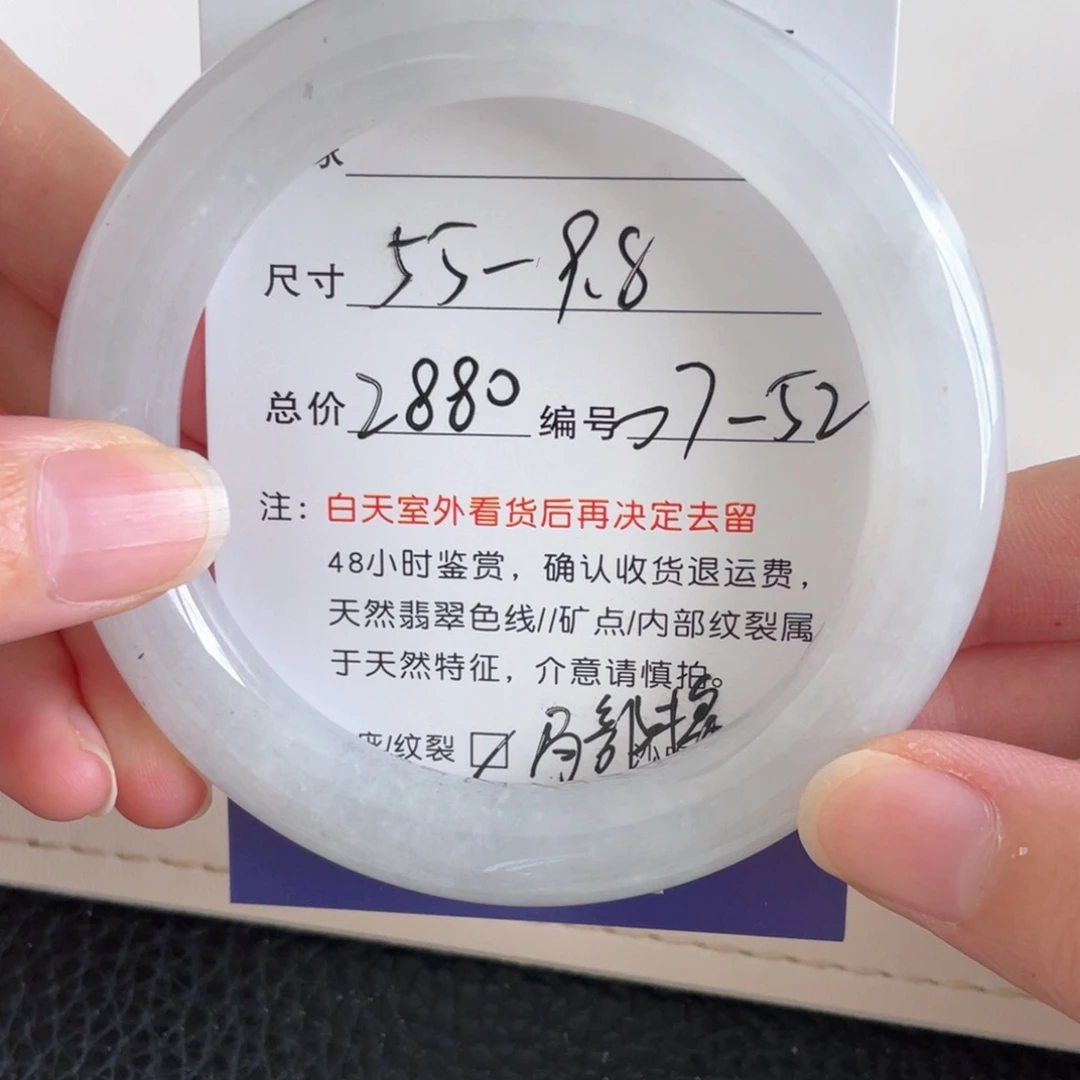 尺寸 55-9.8
总价 2880 编号 27-52
注：白天室外看货后再决定去留
48小时鉴赏，确认收货退运费，
天然翡翠色线//矿点/内部纹裂属
于天然特征，介意请慎拍。
/纹裂 局部